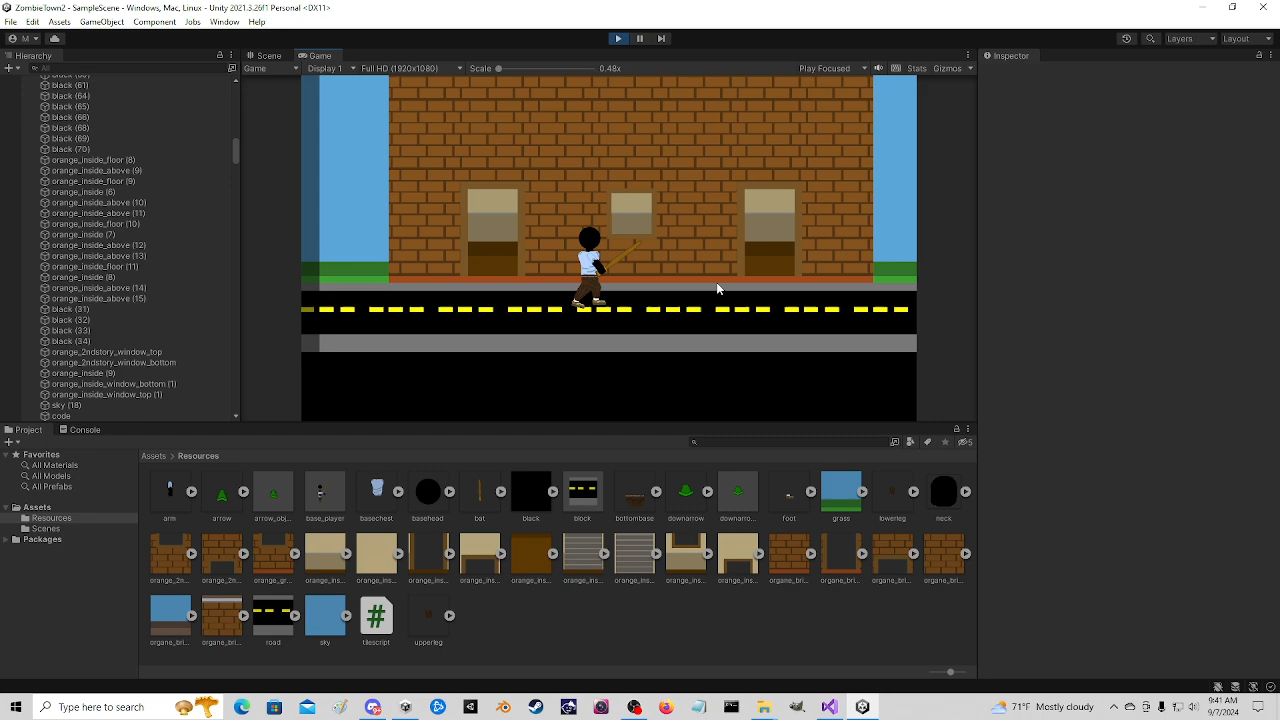 ZombieTown2 - SampleScene - Windows, Mac, Linux - Unity 2021.3.26f1 Personal <DX11>
File Edit Assets GameObject Component Jobs Window Help
M Layers Layout
Hierarchy Scene Game Inspector
All Game Display 1 Full HD (1920x1080) Scale 0.48x Play Focused Stats Gizmos
black (61)
black (64)
black (65)
black (66)
black (68)
black (69)
black (70)
orange_inside_floor (8)
orange_inside_above (9)
orange_inside_floor (9)
orange_inside (6)
orange_inside_above (10)
orange_inside_above (11)
orange_inside_floor (10)
orange_inside (7)
orange_inside_above (12)
orange_inside_above (13)
orange_inside_floor (11)
orange_inside (8)
orange_inside_above (14)
orange_inside_above (15)
black (31)
black (32)
black (33)
black (34)
orange_2ndstory_window_top
orange_2ndstory_window_bottom
orange_inside (9)
orange_inside_window_bottom (1)
orange_inside_window_top (1)
sky (18)
code
Project Console
5
Favorites
All Materials
All Models
All Prefabs
Assets
Resources
Scenes
Packages
Assets > Resources
arm arrow arrow_obj... base_player basechest basehead bat black block bottombase downarrow downarro... foot grass lowerleg neck
orange_2n... orange_2n... orange_gr... orange_ins... orange_ins... orange_ins... orange_ins... orange_ins... orange_ins... orange_ins... orange_ins... orange_ins... organe_bri... organe_bri... organe_bri... organe_bri...
organe_bri... organe_bri... road sky tilescript upperleg
Type here to search
71°F Mostly cloudy
9:41 AM
9/7/2024